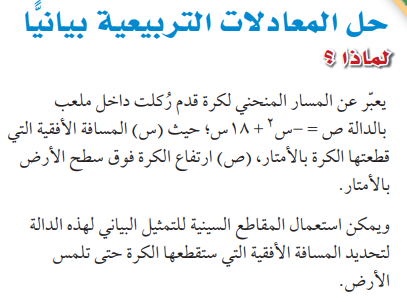 حل المعادلات التربيعية بيانيًّا
لماذا ؟
يعبّر عن المسار المنحني لكرة قدم رُكلت داخل ملعب
بالدالة ص = –س٢ + ١٨س؛ حيث (س) المسافة الأفقية التي
قطعتها الكرة بالأمتار، (ص) ارتفاع الكرة فوق سطح الأرض
بالأمتار.
ويمكن استعمال المقاطع السينية للتمثيل البياني لهذه الدالة
لتحديد المسافة الأفقية التي ستقطعها الكرة حتى تلمس
الأرض.